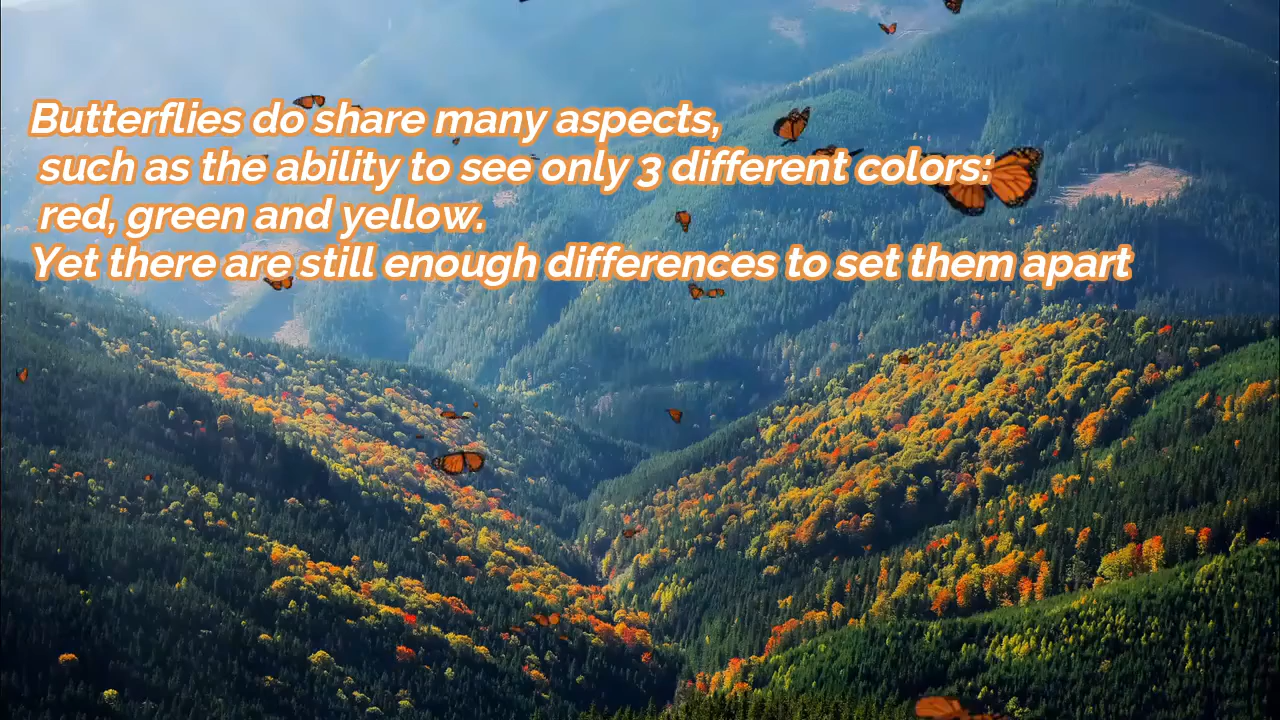 Butterflies do share many aspects,
such as the ability to see only 3 different colors:
red, green and yellow.
Yet there are still enough differences to set them apart